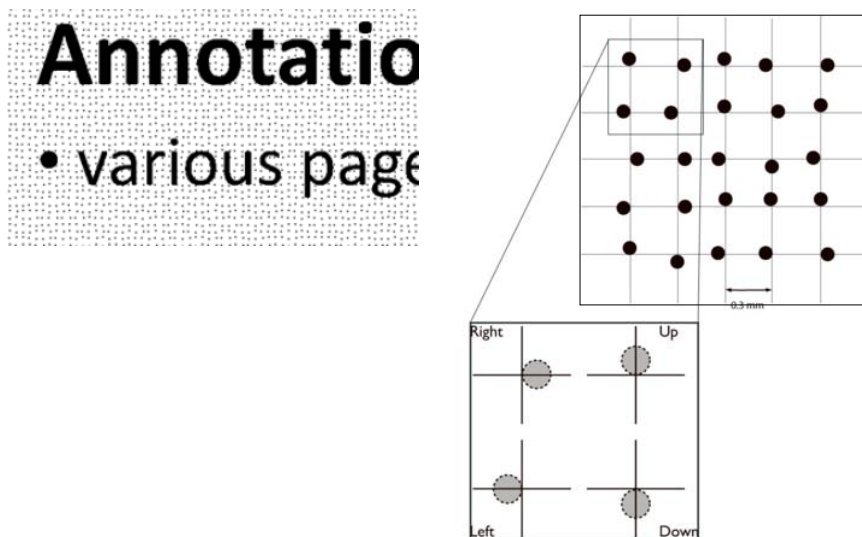 Annotatio
• various page
0.3 mm
Right
Up
Left
Down